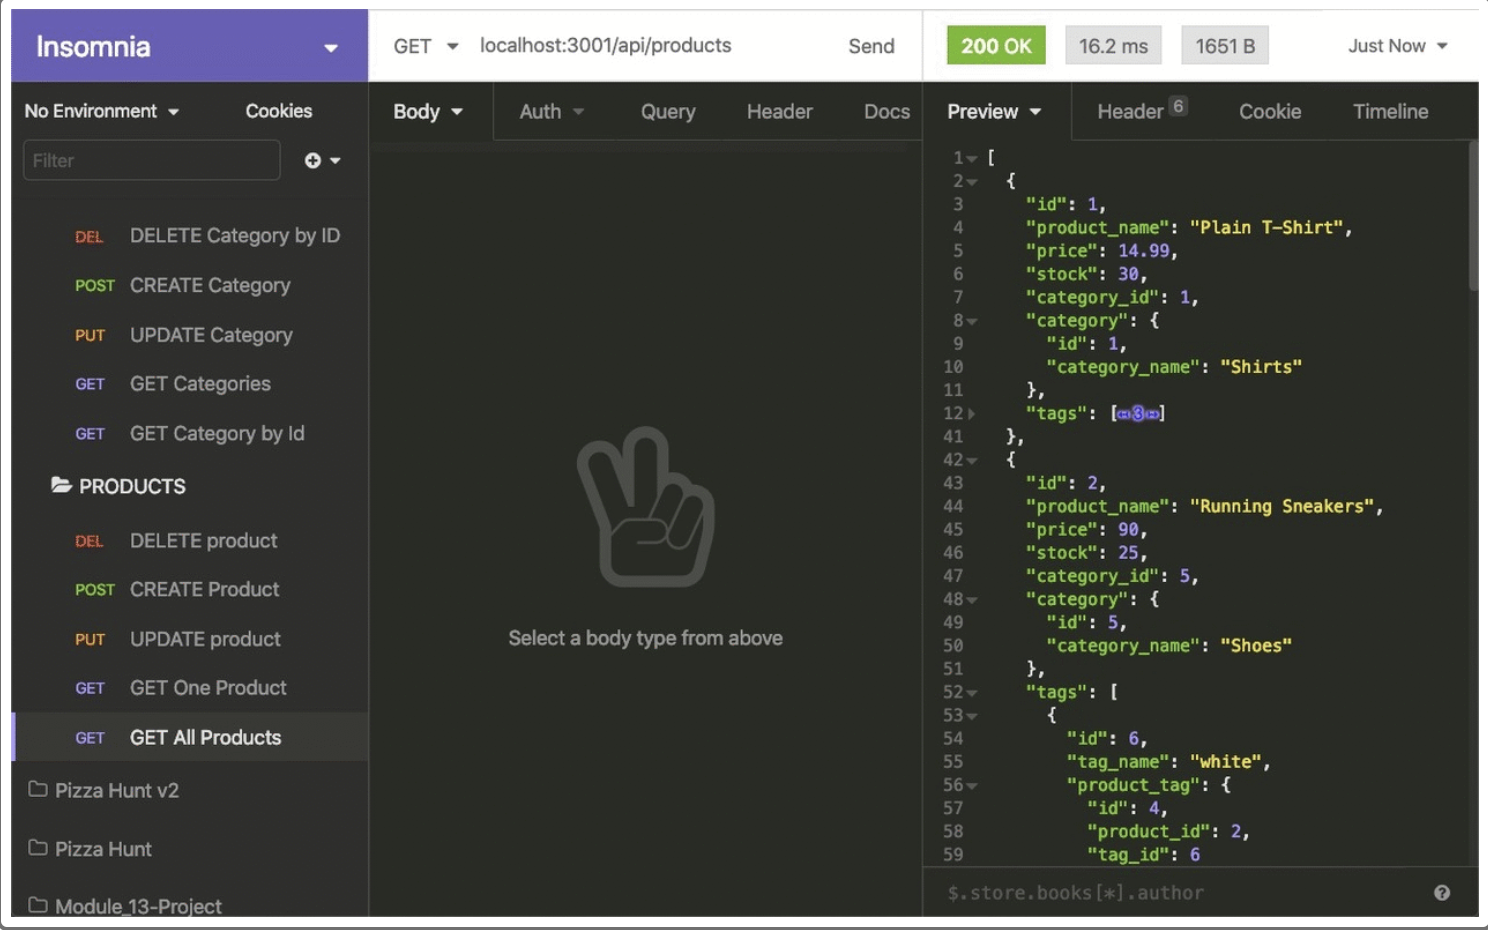 Insomnia
GET localhost:3001/api/products Send
200 OK 16.2 ms 1651 B Just Now
No Environment Cookies
Filter
DEL DELETE Category by ID
POST CREATE Category
PUT UPDATE Category
GET GET Categories
GET GET Category by Id
PRODUCTS
DEL DELETE product
POST CREATE Product
PUT UPDATE product
GET GET One Product
GET GET All Products
Pizza Hunt v2
Pizza Hunt
Module_13-Project
Body Auth Query Header Docs
Select a body type from above
Preview Header 6 Cookie Timeline
1 [
2 {
3 "id": 1,
4 "product_name": "Plain T-Shirt",
5 "price": 14.99,
6 "stock": 30,
7 "category_id": 1,
8 "category": {
9 "id": 1,
10 "category_name": "Shirts"
11 },
12 "tags": [↔3↔]
41 },
42 {
43 "id": 2,
44 "product_name": "Running Sneakers",
45 "price": 90,
46 "stock": 25,
47 "category_id": 5,
48 "category": {
49 "id": 5,
50 "category_name": "Shoes"
51 },
52 "tags": [
53 {
54 "id": 6,
55 "tag_name": "white",
56 "product_tag": {
57 "id": 4,
58 "product_id": 2,
59 "tag_id": 6
$.store.books[*].author